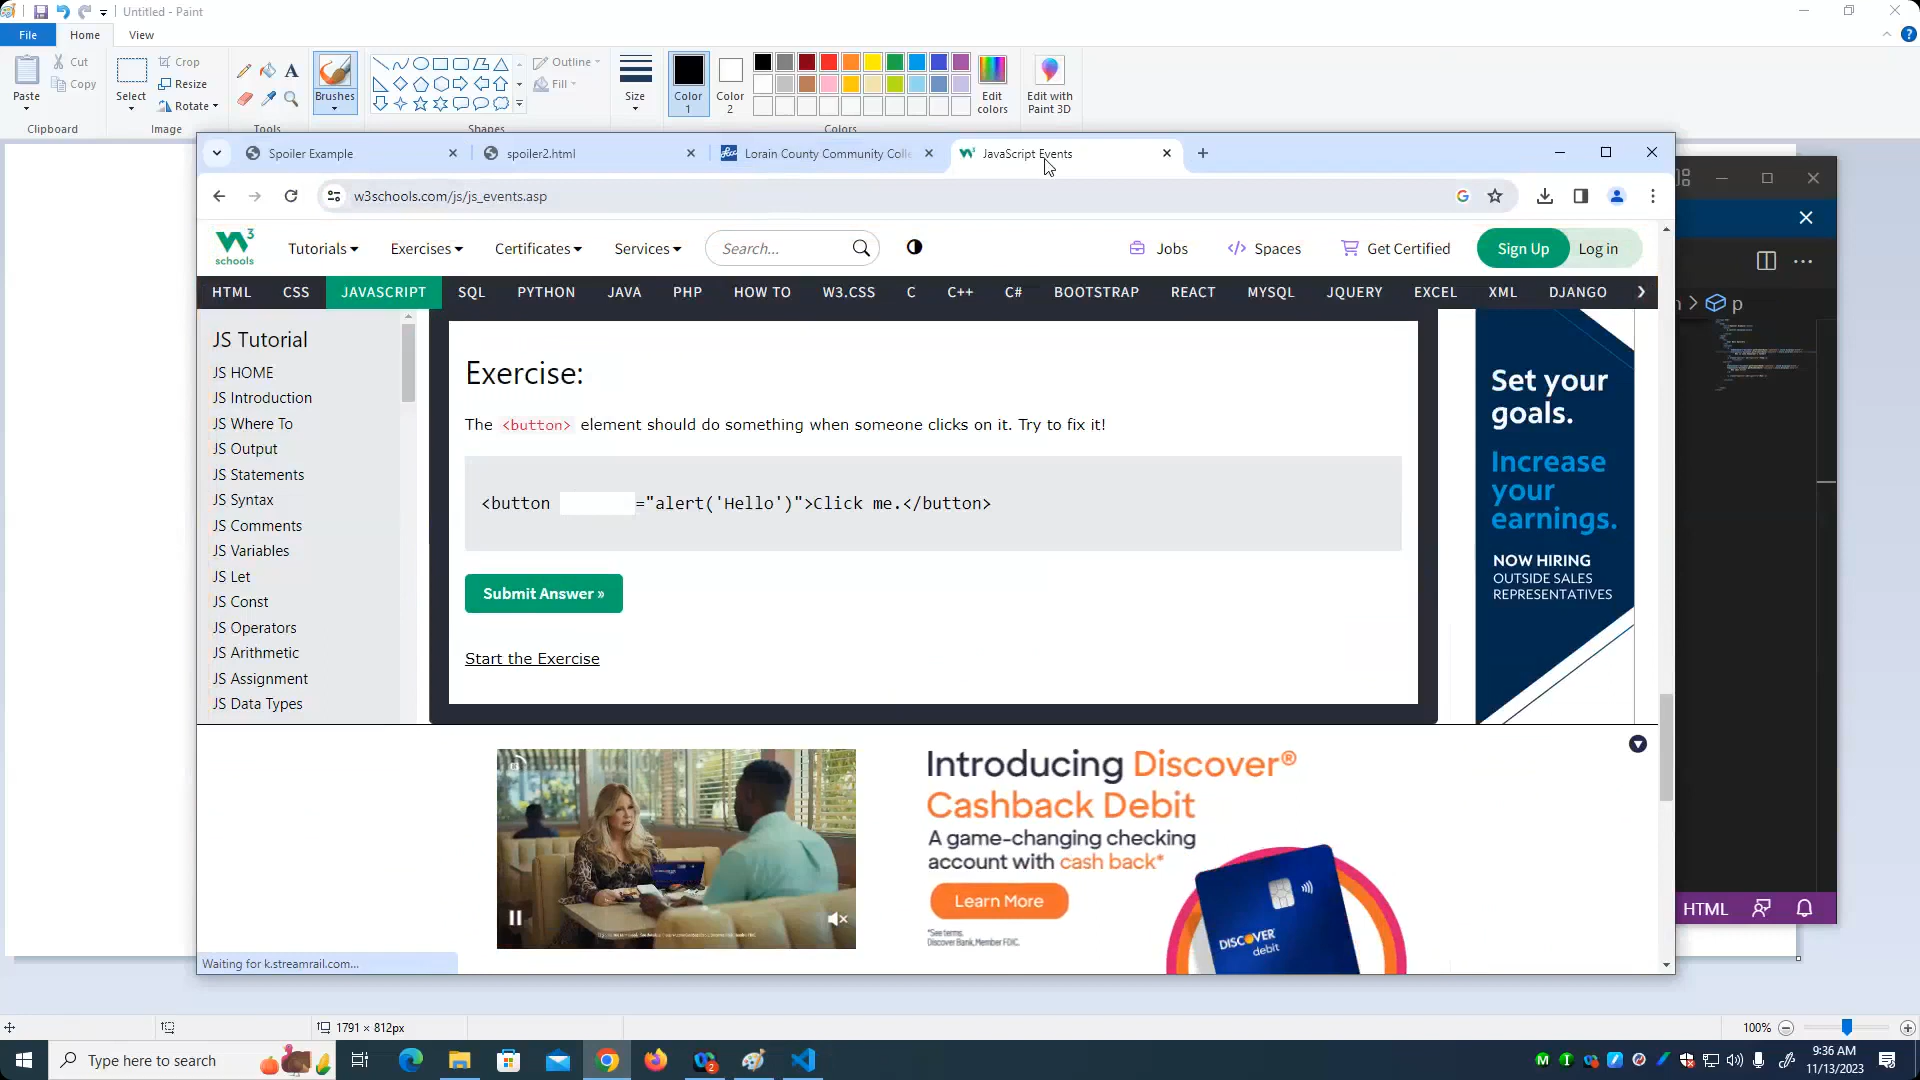 Untitled - Paint
File Home View
Paste
Cut
Copy
Clipboard
Select
Crop
Resize
Rotate
Image
Tools
Brushes
Shapes
Outline
Fill
Size
Color 1
Color 2
Edit colors
Edit with Paint 3D
Colors
Spoiler Example
spoiler2.html
Lorain County Community Colle
JavaScript Events
w3schools.com/js/js_events.asp
W3 schools
Tutorials
Exercises
Certificates
Services
Search...
Jobs
Spaces
Get Certified
Sign Up
Log in
HTML CSS JAVASCRIPT SQL PYTHON JAVA PHP HOW TO W3.CSS C C++ C# BOOTSTRAP REACT MYSQL JQUERY EXCEL XML DJANGO
p
JS Tutorial
JS HOME
JS Introduction
JS Where To
JS Output
JS Statements
JS Syntax
JS Comments
JS Variables
JS Let
JS Const
JS Operators
JS Arithmetic
JS Assignment
JS Data Types
Exercise:
The <button> element should do something when someone clicks on it. Try to fix it!
<button ="alert('Hello')">Click me.</button>
Submit Answer »
Start the Exercise
Set your
goals.
Increase
your
earnings.
NOW HIRING
OUTSIDE SALES
REPRESENTATIVES
Introducing Discover®
Cashback Debit
A game-changing checking
account with cash back*
Learn More
*See terms.
Discover Bank, Member FDIC.
DISCOVER
debit
HTML
Waiting for k.streamrail.com...
1791 × 812px
100%
Type here to search
2
9:36 AM
11/13/2023